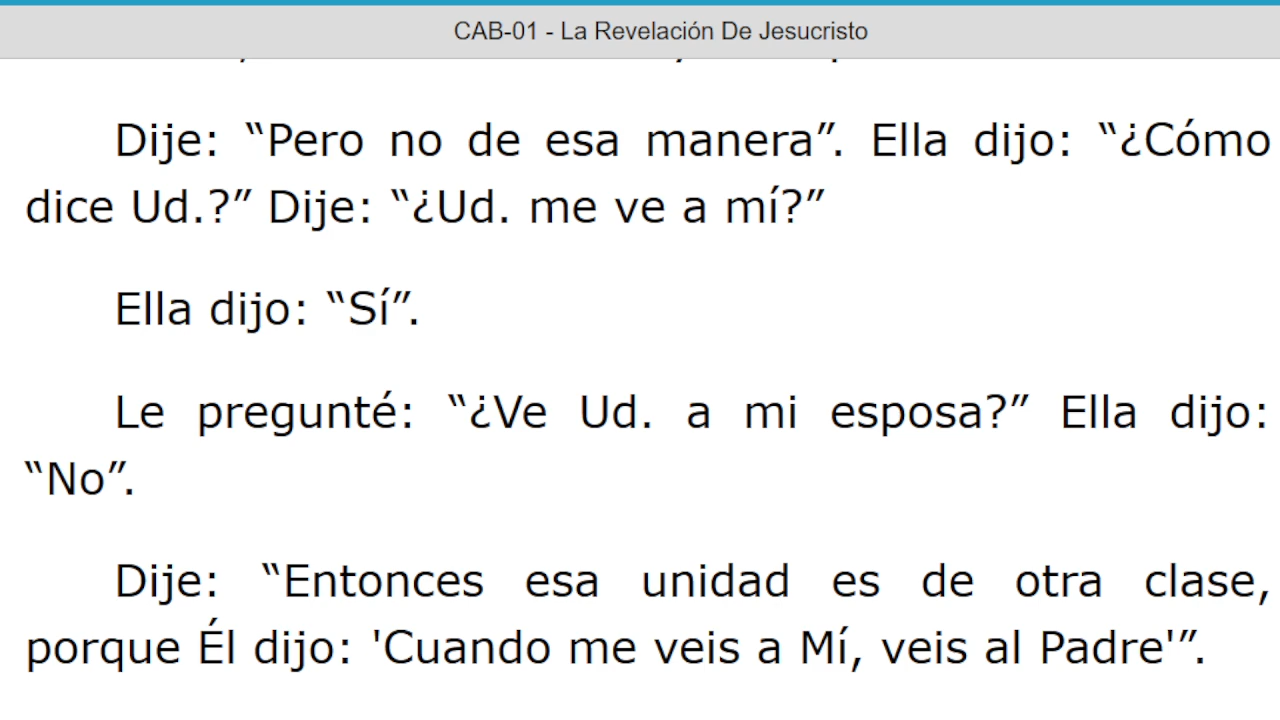 CAB-01 - La Revelación De Jesucristo
Dije: “Pero no de esa manera”. Ella dijo: “¿Cómo
dice Ud.?” Dije: “¿Ud. me ve a mí?”
Ella dijo: “Sí”.
Le pregunté: “¿Ve Ud. a mi esposa?” Ella dijo:
“No”.
Dije: “Entonces esa unidad es de otra clase,
porque Él dijo: 'Cuando me veis a Mí, veis al Padre'”.